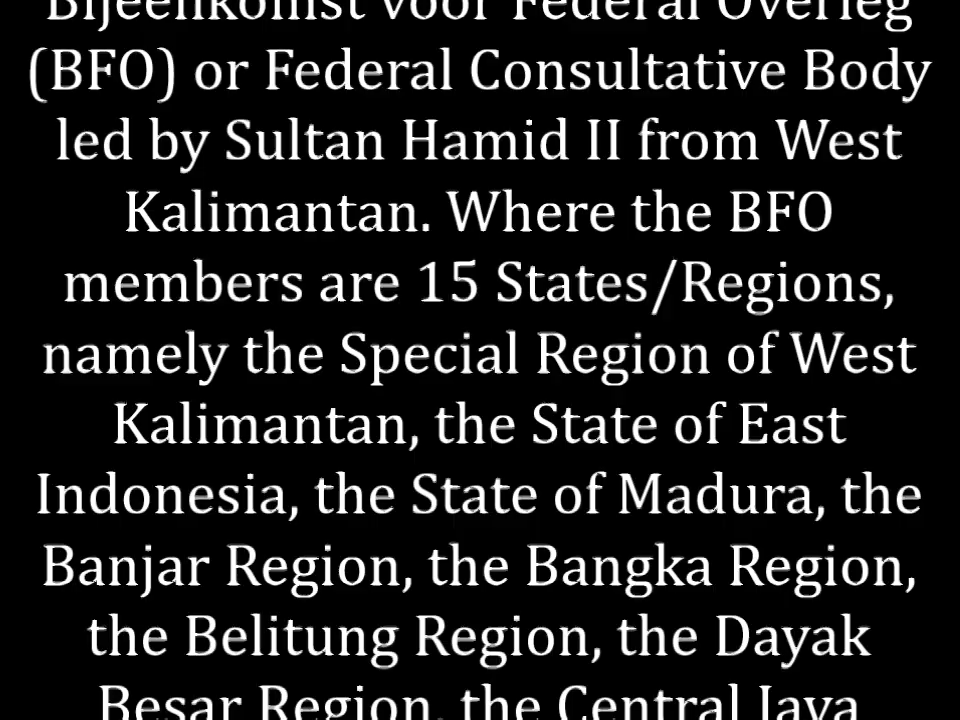 Bijeenkomst voor Federal Overleg
(BFO) or Federal Consultative Body
led by Sultan Hamid II from West
Kalimantan. Where the BFO
members are 15 States/Regions,
namely the Special Region of West
Kalimantan, the State of East
Indonesia, the State of Madura, the
Banjar Region, the Bangka Region,
the Belitung Region, the Dayak
Besar Region, the Central Java